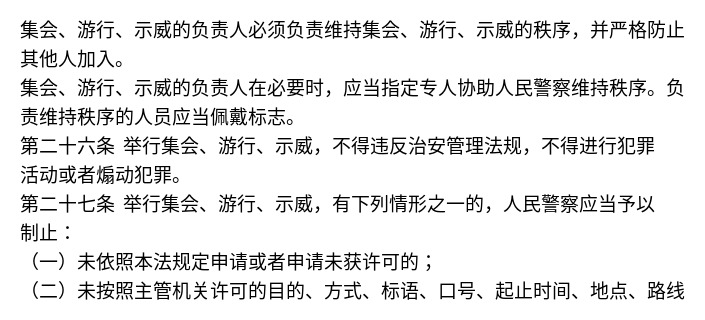 集会、游行、示威的负责人必须负责维持集会、游行、示威的秩序，并严格防止
其他人加入。
集会、游行、示威的负责人在必要时，应当指定专人协助人民警察维持秩序。负
责维持秩序的人员应当佩戴标志。
第二十六条 举行集会、游行、示威，不得违反治安管理法规，不得进行犯罪
活动或者煽动犯罪。
第二十七条 举行集会、游行、示威，有下列情形之一的，人民警察应当予以
制止：
（一）未依照本法规定申请或者申请未获许可的；
（二）未按照主管机关许可的目的、方式、标语、口号、起止时间、地点、路线